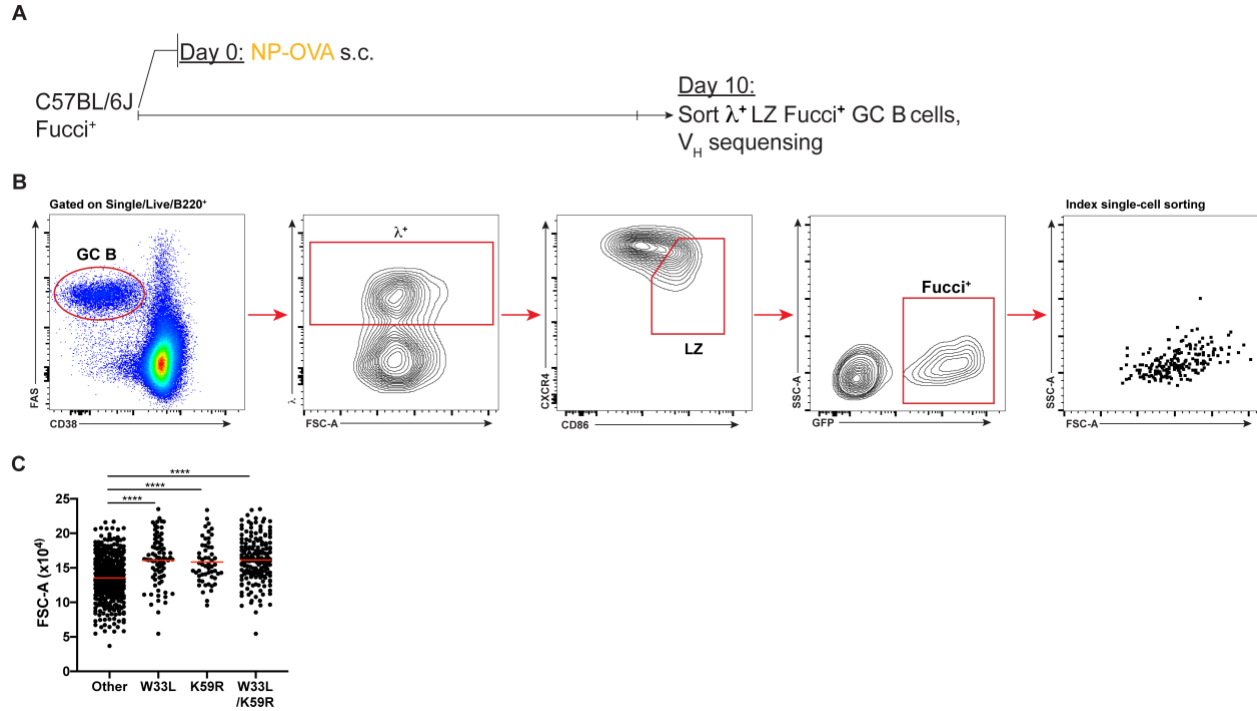 A
Day 0: NP-OVA s.c.
C57BL/6J
Fucci⁺
Day 10:
Sort λ⁺ LZ Fucci⁺ GC B cells,
V_H sequensing
B
Gated on Single/Live/B220⁺
GC B
FAS
CD38
λ⁺
λ
FSC-A
LZ
CXCR4
CD86
Fucci⁺
SSC-A
GFP
Index single-cell sorting
SSC-A
FSC-A
C
****
****
****
FSC-A (x10⁴)
25
20
15
10
5
0
Other W33L K59R W33L
/K59R